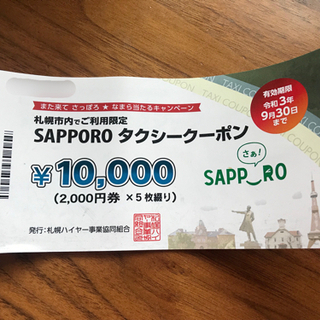 COUPON TAXI COUPON
また来て さっぽろ ★ なまら当たるキャンペーン
札幌市内でご利用限定
SAPPORO タクシークーポン
有効期限
令和3年
9月30日
まで
¥10,000
(2,000円券 ×5枚綴り)
さぁ!
SAPPORO
発行:札幌ハイヤー事業協同組合